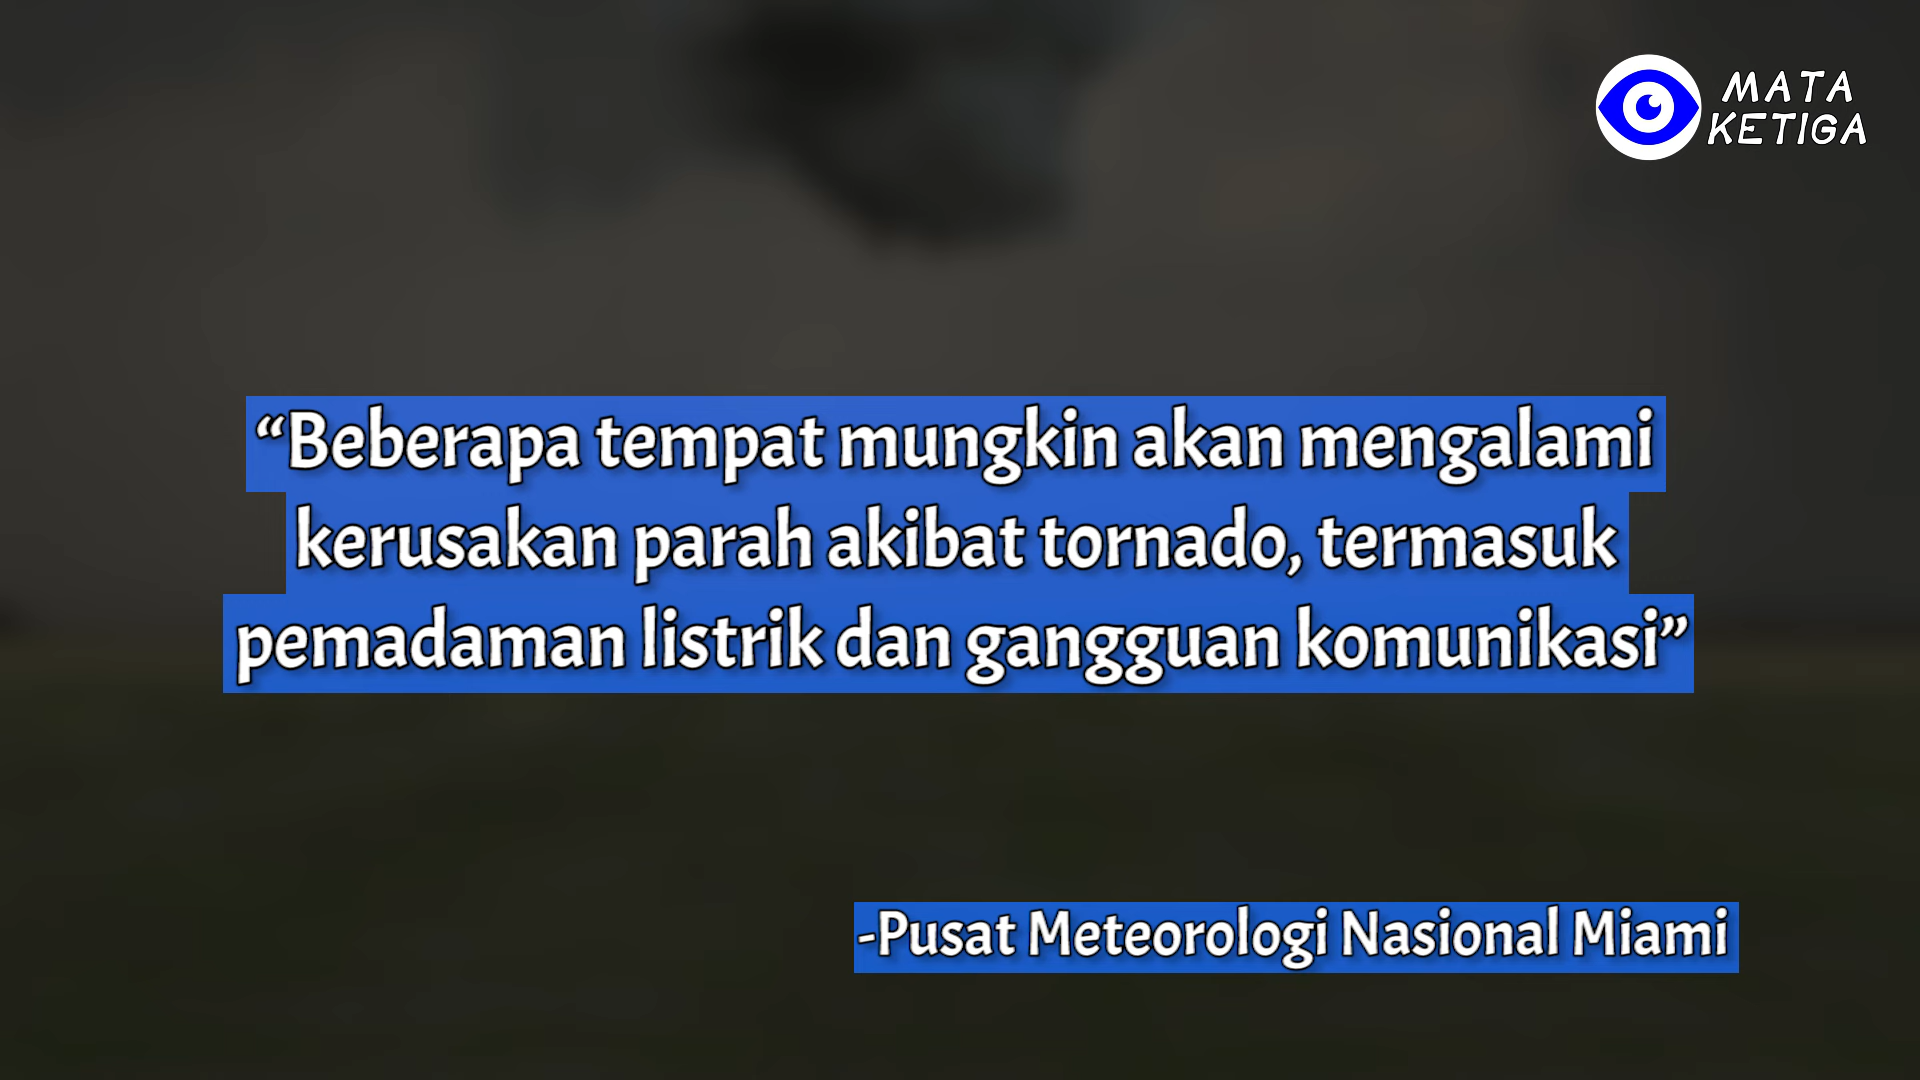 MATA
KETIGA
“Beberapa tempat mungkin akan mengalami
kerusakan parah akibat tornado, termasuk
pemadaman listrik dan gangguan komunikasi”
-Pusat Meteorologi Nasional Miami